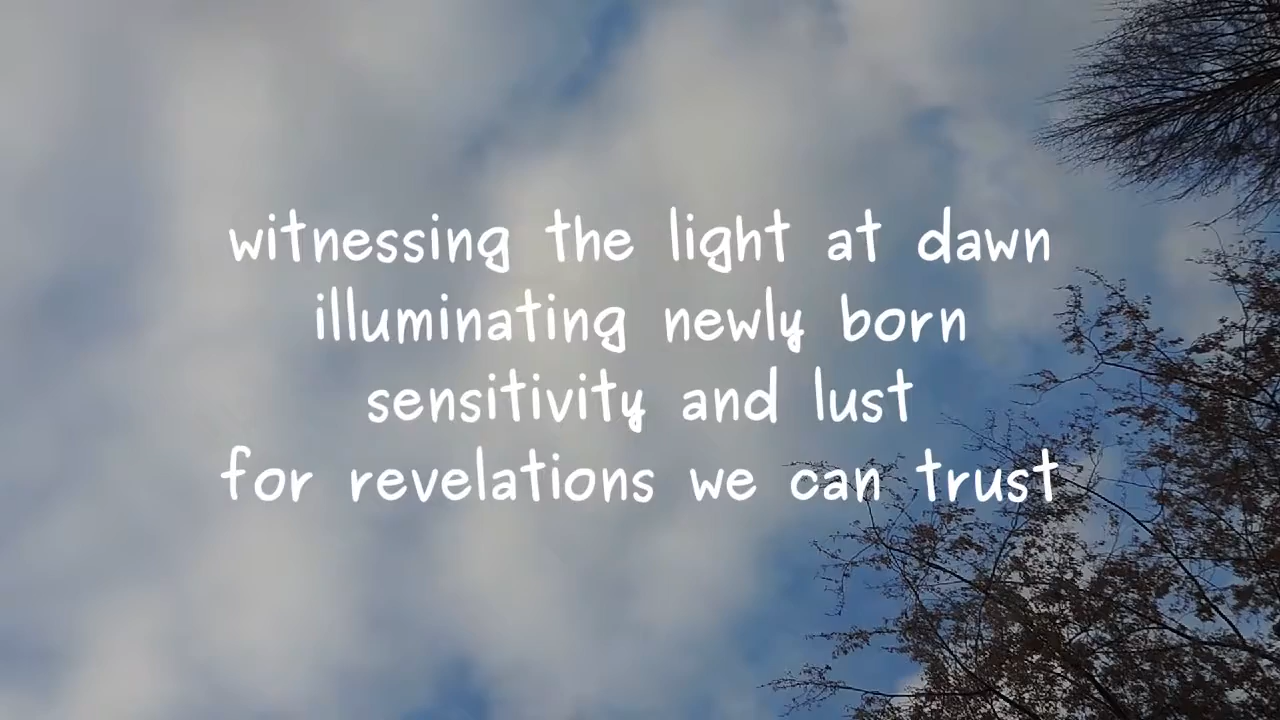 witnessing the light at dawn
illuminating newly born
sensitivity and lust
for revelations we can trust